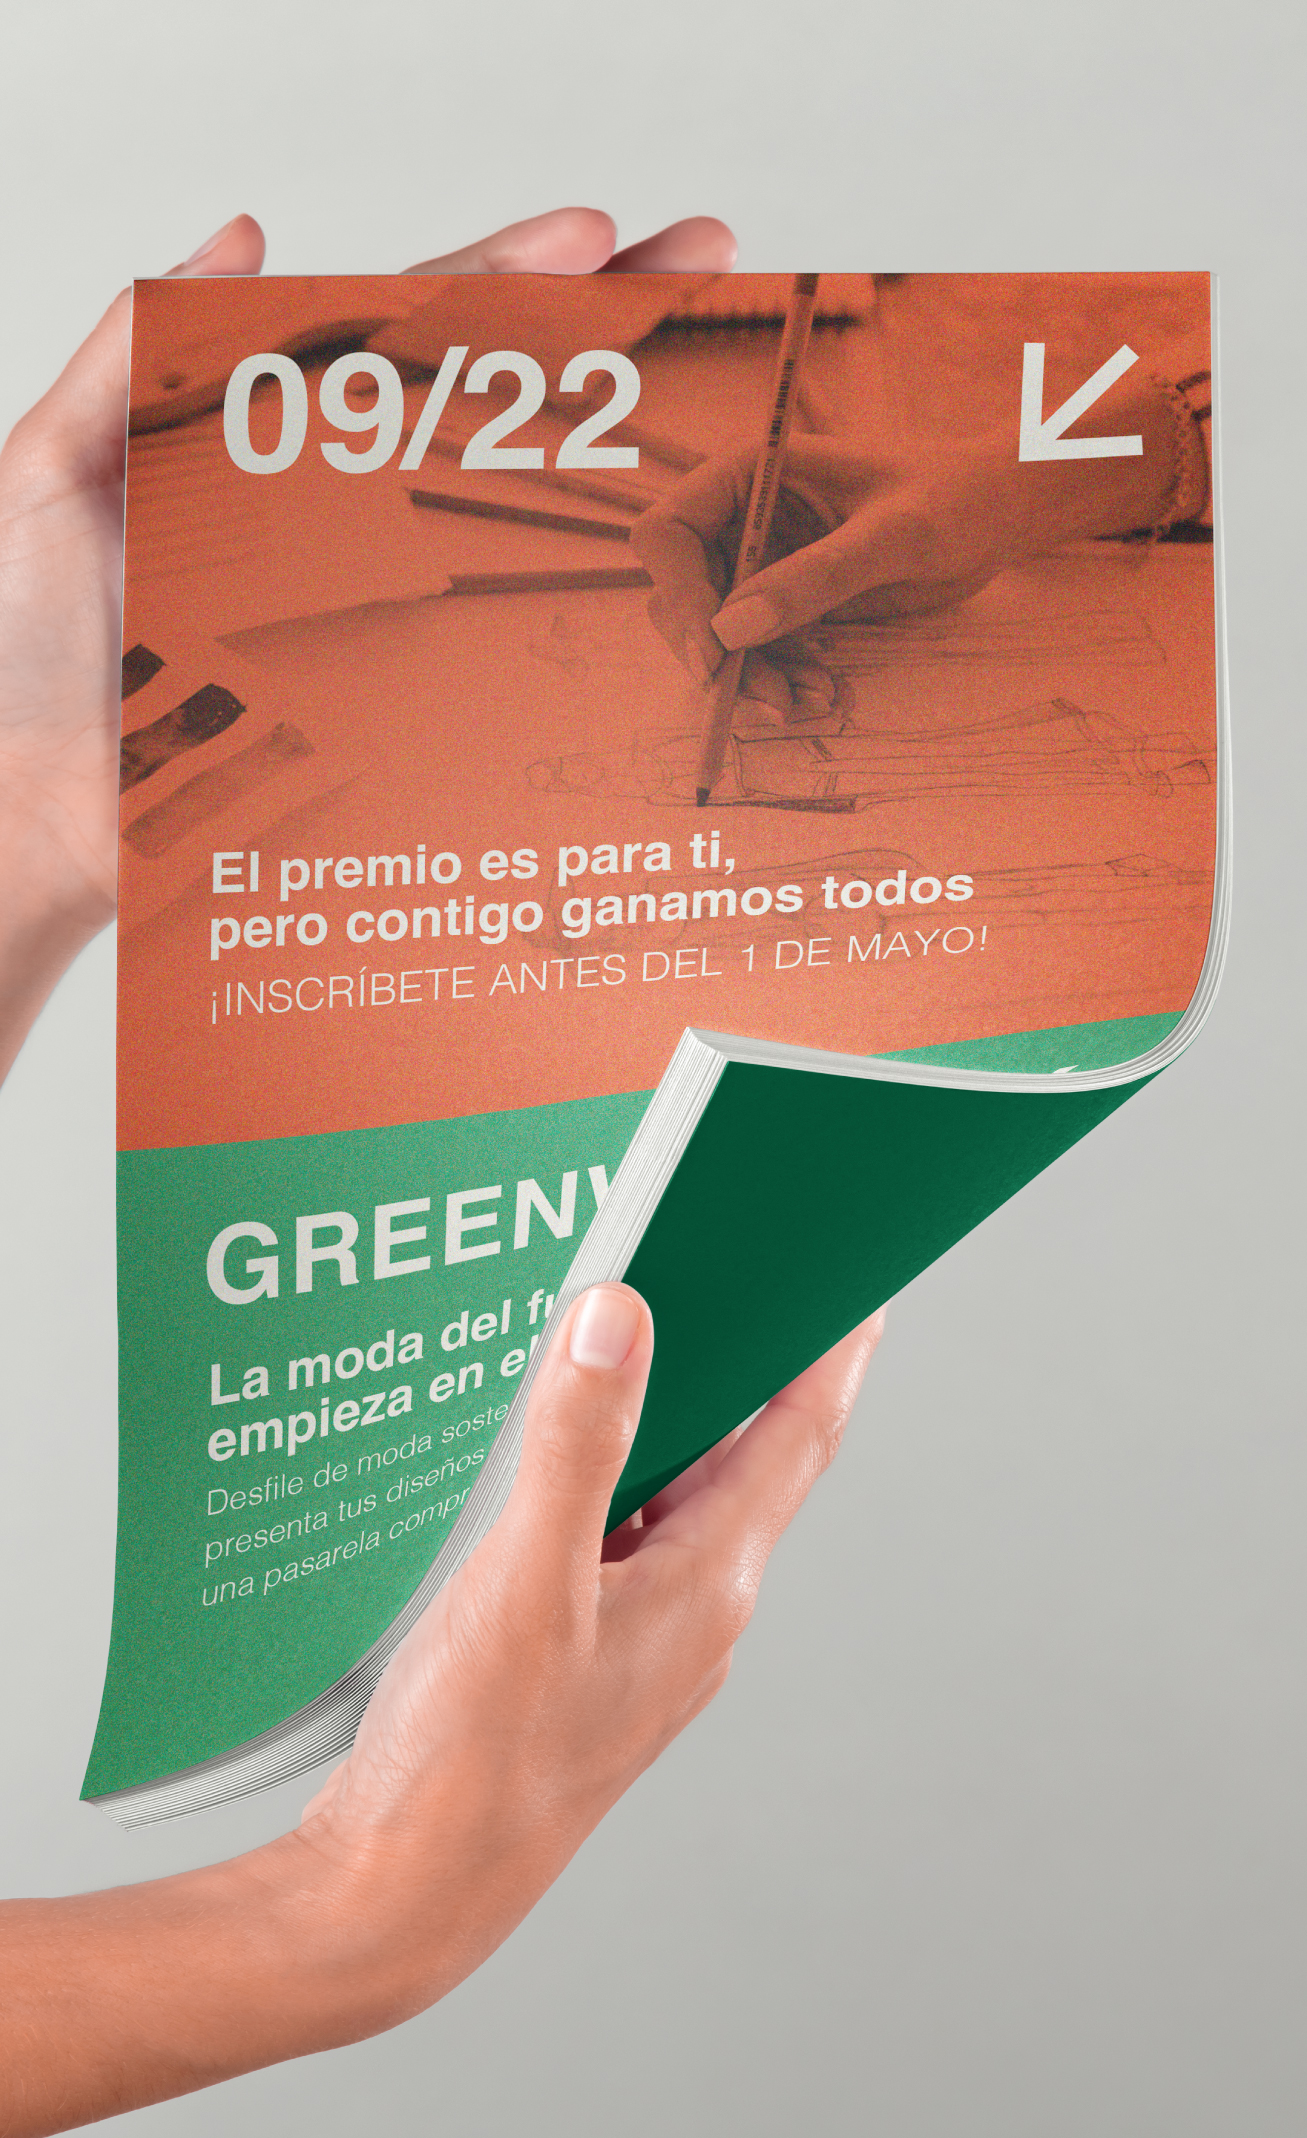 09/22
El premio es para ti,
pero contigo ganamos todos
¡INSCRÍBETE ANTES DEL 1 DE MAYO!
GREEN
La moda del
empieza en
Desfile de moda
presenta tus diseños
una pasarela